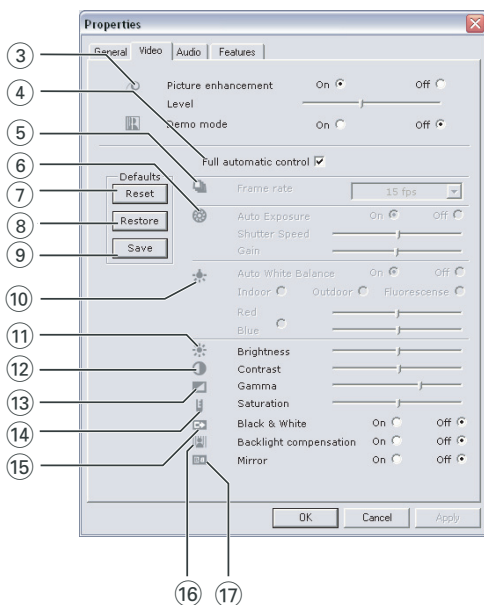 Properties
General Video Audio Features
3 Picture enhancement On Off
Level
4 Demo mode On Off
Full automatic control
5 Frame rate 15 fps
Defaults
6 Auto Exposure On Off
7 Reset Shutter Speed
Gain
8 Restore
9 Save
10 Auto White Balance On Off
Indoor Outdoor Fluorescense
Red
Blue
11 Brightness
12 Contrast
13 Gamma
14 Saturation
15 Black & White On Off
Backlight compensation On Off
Mirror On Off
OK Cancel Apply
16 17